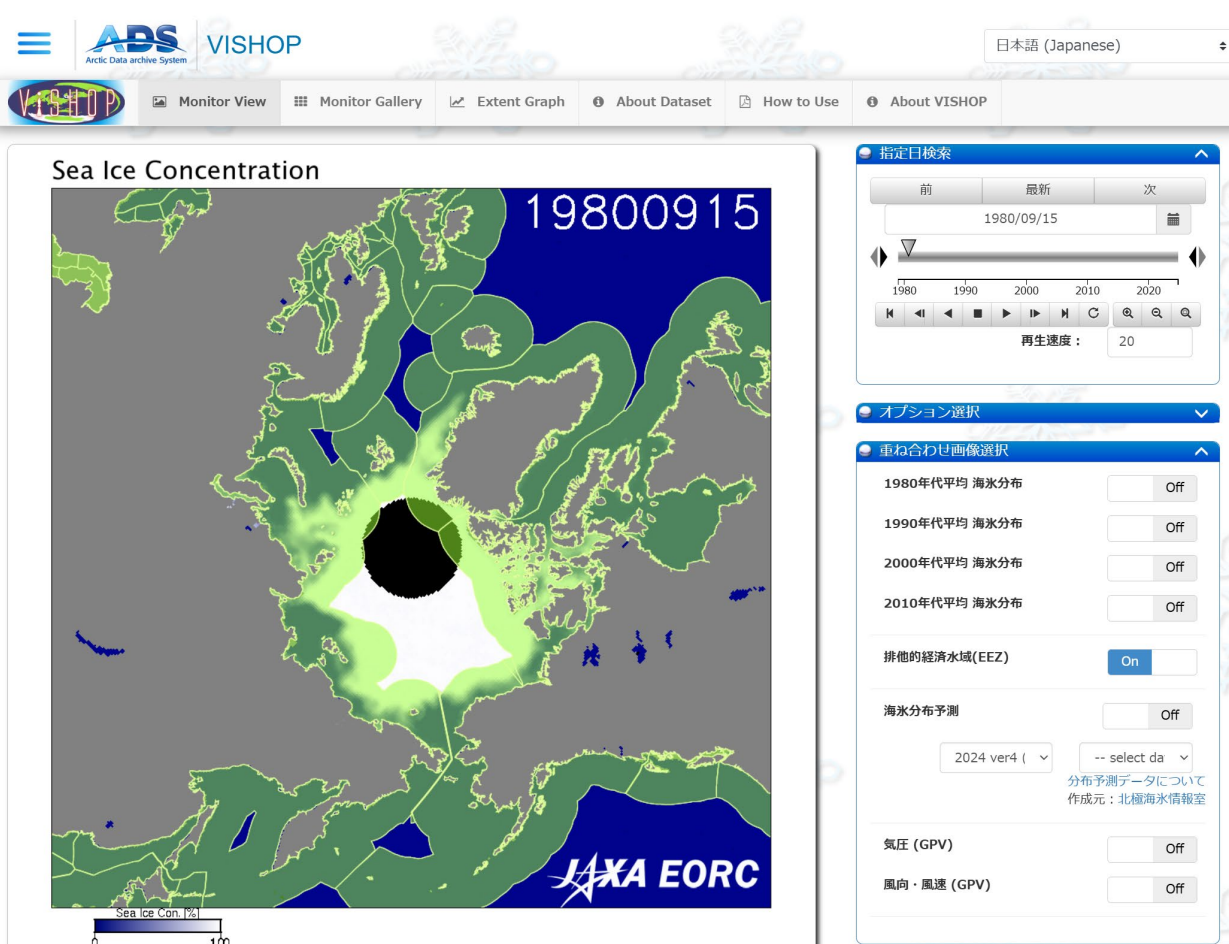 ADS
Arctic Data archive System
VISHOP
日本語 (Japanese)
VISHOP
Monitor View
Monitor Gallery
Extent Graph
About Dataset
How to Use
About VISHOP
Sea Ice Concentration
19800915
JAXA EORC
Sea Ice Con. [%]
0 100
指定日検索
前 最新 次
1980/09/15
1980 1990 2000 2010 2020
再生速度： 20
オプション選択
重ね合わせ画像選択
1980年代平均 海氷分布 Off
1990年代平均 海氷分布 Off
2000年代平均 海氷分布 Off
2010年代平均 海氷分布 Off
排他的経済水域(EEZ) On
海氷分布予測 Off
2024 ver4 ( -- select da
分布予測データについて
作成元：北極海氷情報室
気圧 (GPV) Off
風向・風速 (GPV) Off